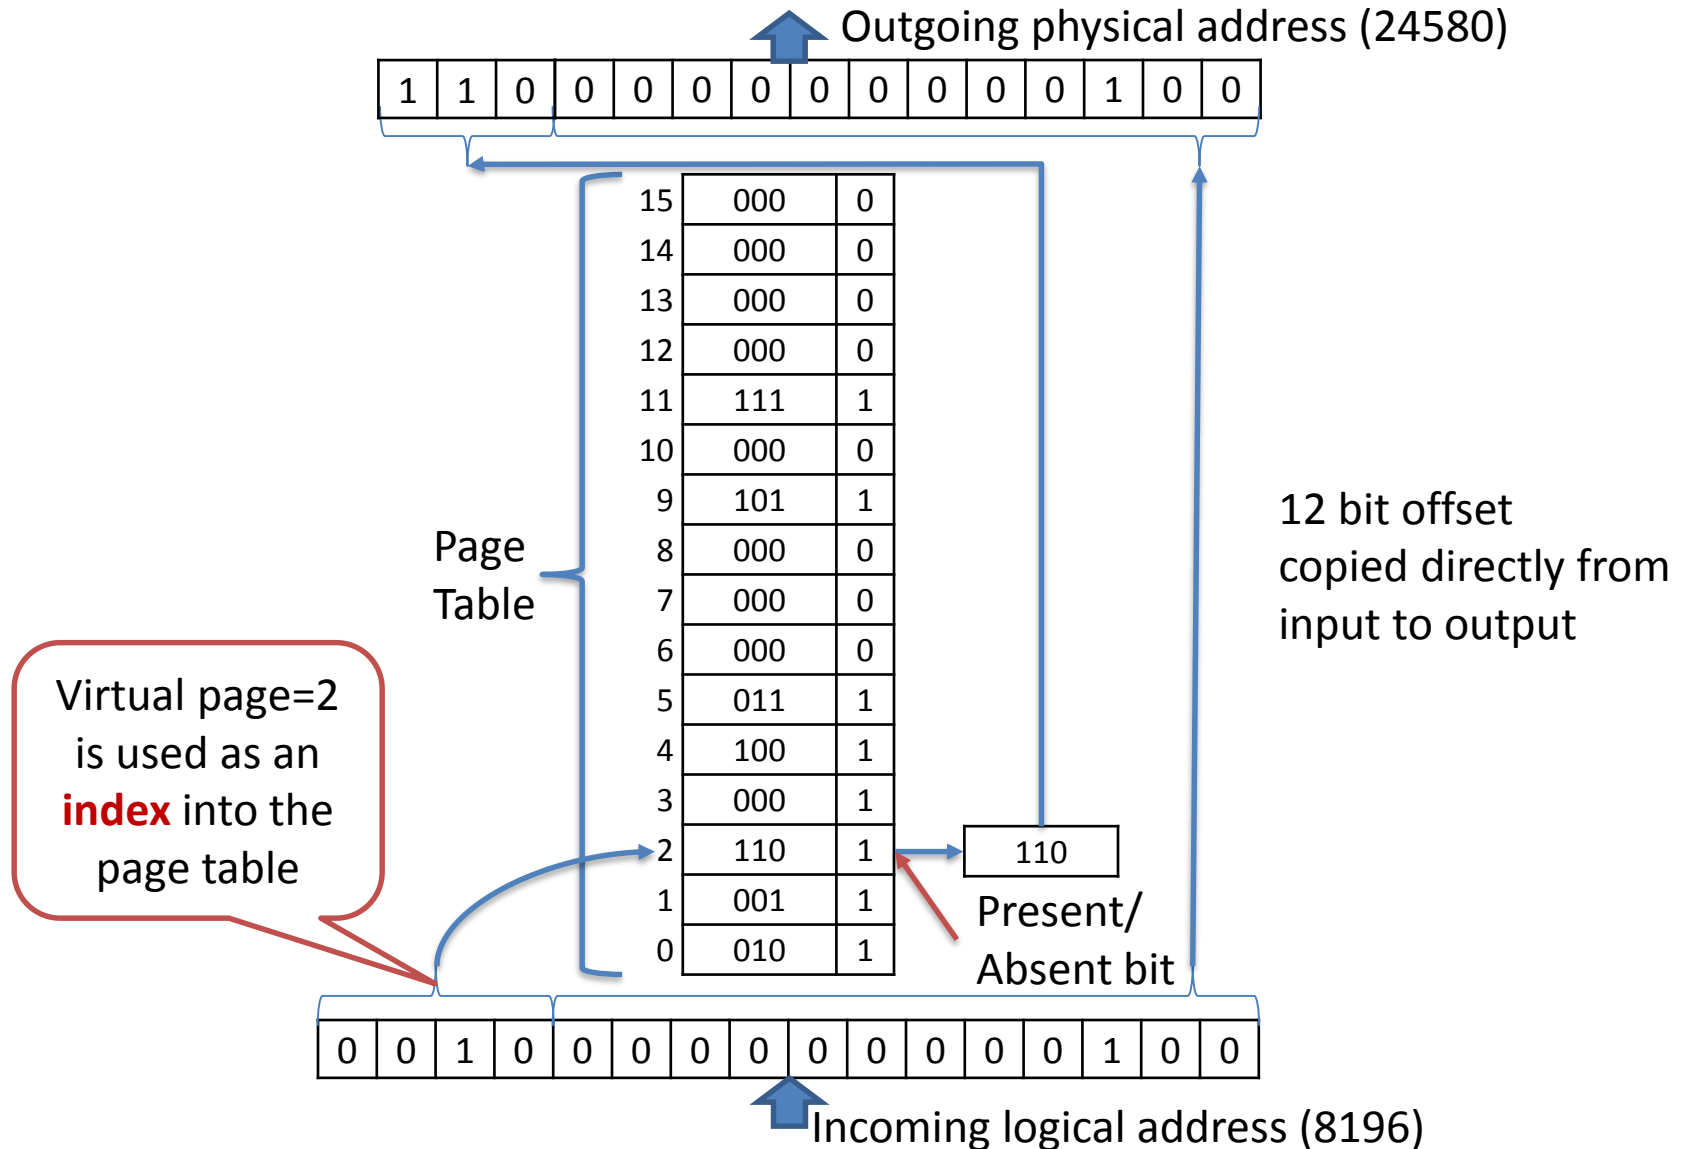 Outgoing physical address (24580)
1 1 0 0 0 0 0 0 0 0 0 0 1 0 0
15 000 0
14 000 0
13 000 0
12 000 0
11 111 1
10 000 0
9 101 1
8 000 0
7 000 0
6 000 0
5 011 1
4 100 1
3 000 1
2 110 1
1 001 1
0 010 1
Page
Table
110
Present/
Absent bit
12 bit offset
copied directly from
input to output
Virtual page=2
is used as an
index into the
page table
0 0 1 0 0 0 0 0 0 0 0 0 0 1 0 0
Incoming logical address (8196)